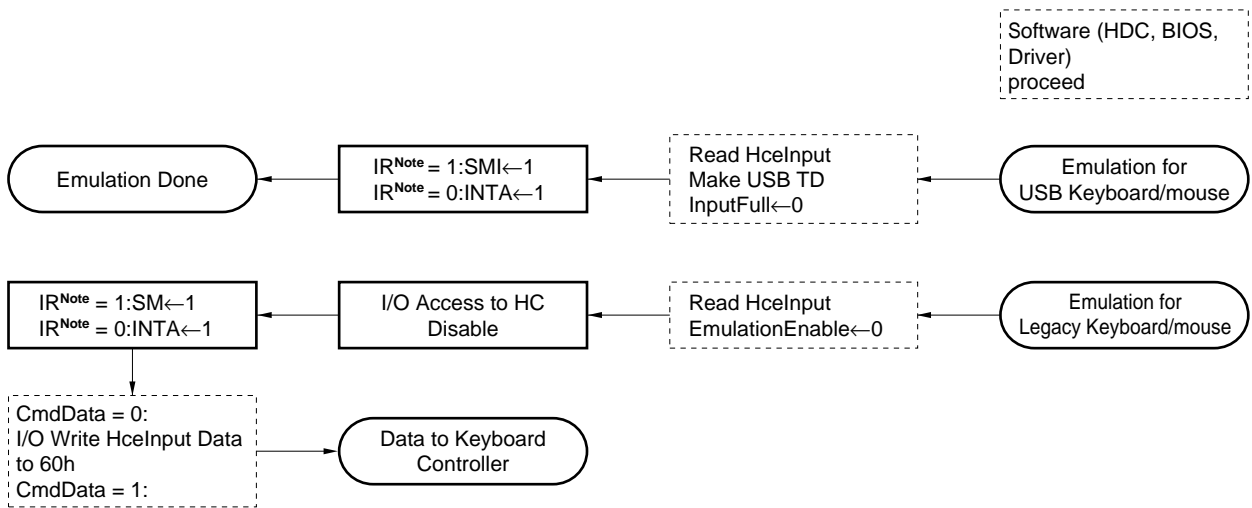 Software (HDC, BIOS,
Driver)
proceed
Emulation Done
IRNote = 1:SMI←1
IRNote = 0:INTA←1
Read HceInput
Make USB TD
InputFull←0
Emulation for
USB Keyboard/mouse
IRNote = 1:SM←1
IRNote = 0:INTA←1
I/O Access to HC
Disable
Read HceInput
EmulationEnable←0
Emulation for
Legacy Keyboard/mouse
CmdData = 0:
I/O Write HceInput Data
to 60h
CmdData = 1:
Data to Keyboard
Controller